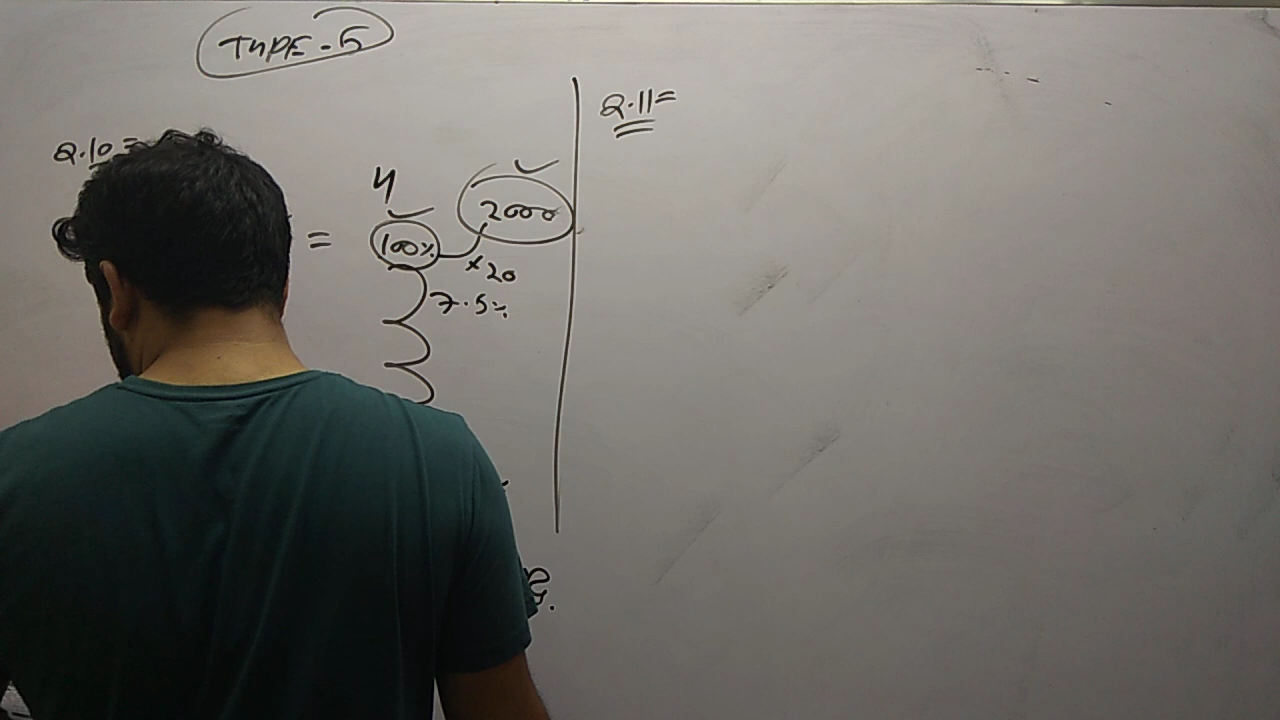 TYPE-5
Q.10=
= 4
100% 2000
×20
7.5%
Q.11=